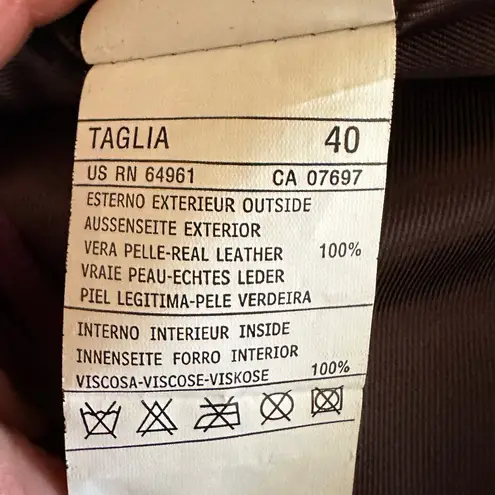 TAGLIA 40
US RN 64961 CA 07697
ESTERNO EXTERIEUR OUTSIDE
AUSSENSEITE EXTERIOR
VERA PELLE-REAL LEATHER 100%
VRAIE PEAU-ECHTES LEDER
PIEL LEGITIMA-PELE VERDEIRA
INTERNO INTERIEUR INSIDE
INNENSEITE FORRO INTERIOR
VISCOSA-VISCOSE-VISKOSE 100%